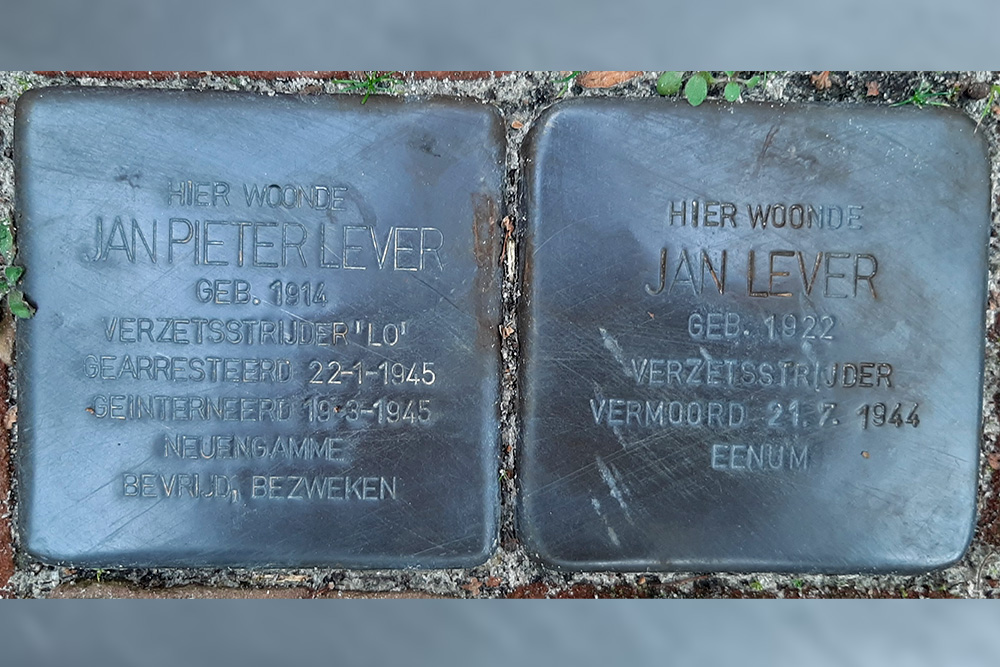 HIER WOONDE
JAN PIETER LEVER
GEB. 1914
VERZETSSTRIJDER 'LO'
GEARRESTEERD 22-1-1945
GEINTERNEERD 19-3-1945
NEUENGAMME
BEVRIJD, BEZWEKEN
HIER WOONDE
JAN LEVER
GEB. 1922
VERZETSSTRIJDER
VERMOORD 21.7.1944
EENUM